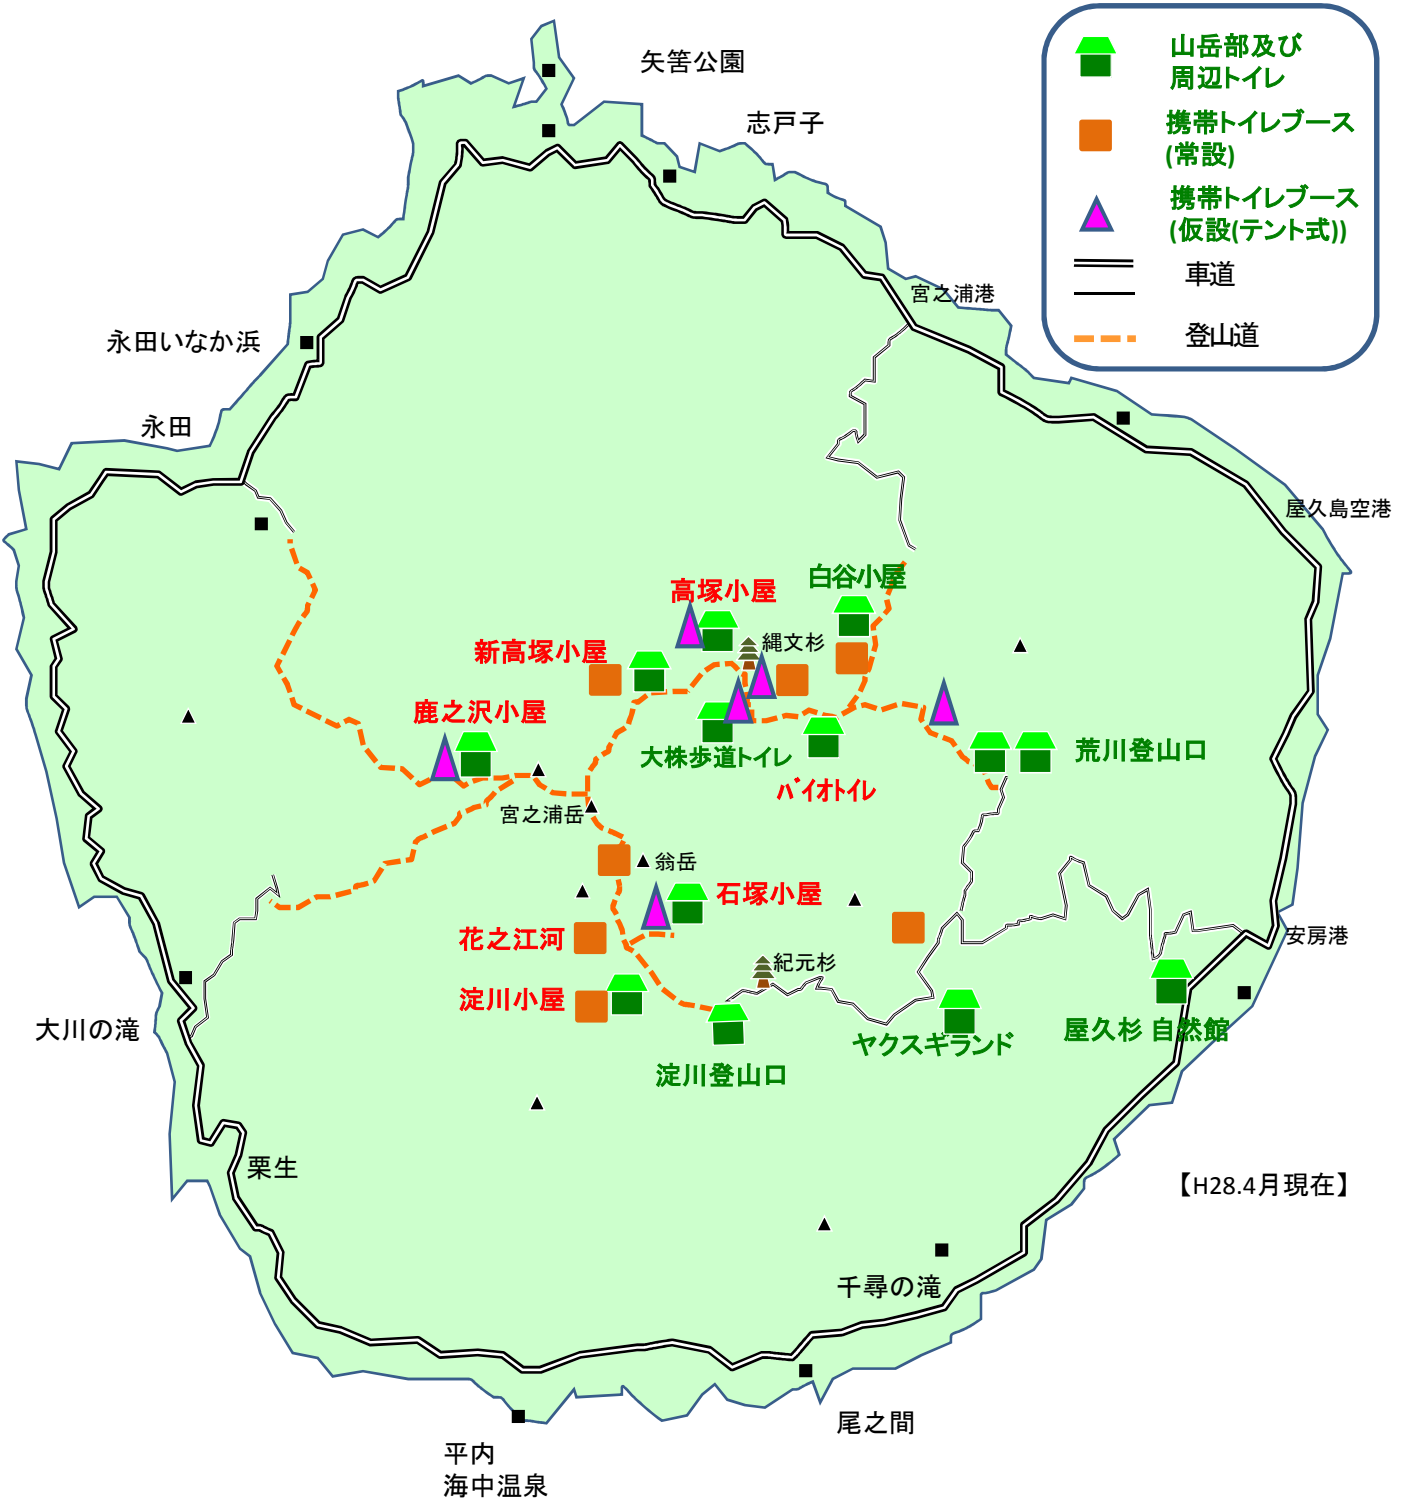 山岳部及び
周辺トイレ
携帯トイレブース
(常設)
携帯トイレブース
(仮設(テント式))
車道
登山道
矢筈公園
志戸子
宮之浦港
永田いなか浜
永田
屋久島空港
白谷小屋
高塚小屋
縄文杉
新高塚小屋
鹿之沢小屋
大株歩道トイレ
荒川登山口
バイオトイレ
宮之浦岳
翁岳
石塚小屋
花之江河
安房港
紀元杉
淀川小屋
大川の滝
屋久杉 自然館
ヤクスギランド
淀川登山口
栗生
【H28.4月現在】
千尋の滝
尾之間
平内
海中温泉